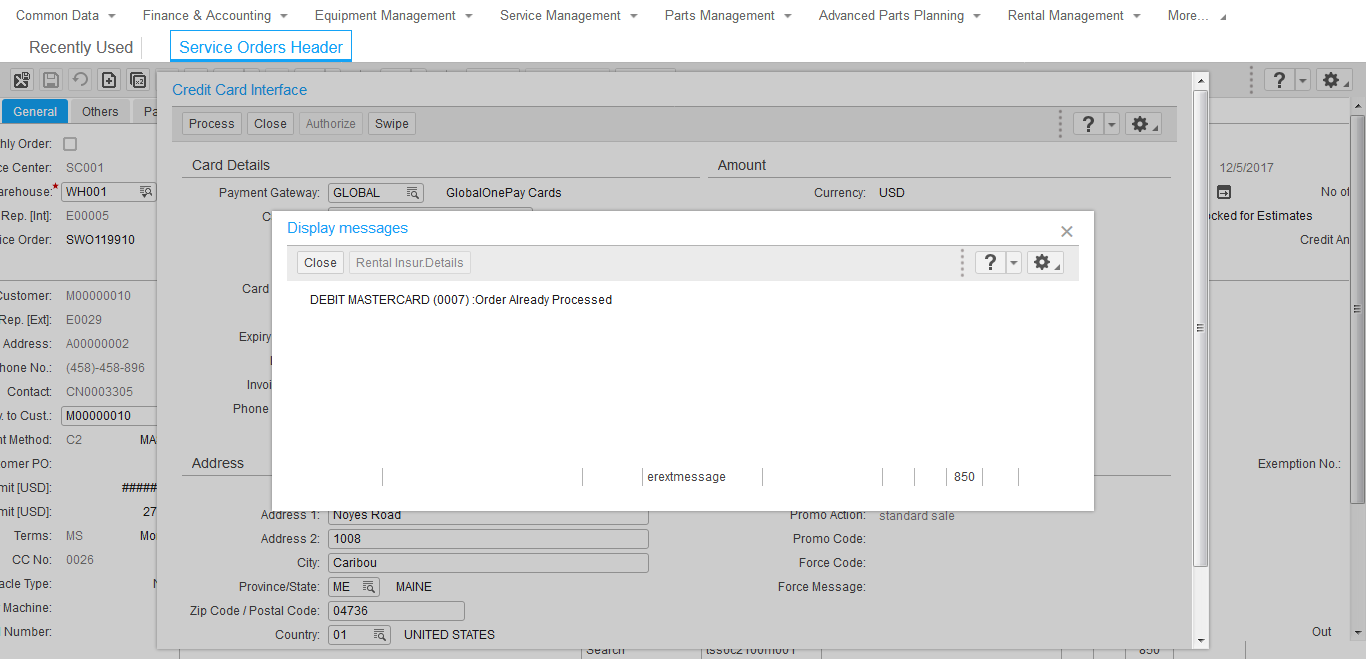 Common Data Finance & Accounting Equipment Management Service Management Parts Management Advanced Parts Planning Rental Management More...
Recently Used Service Orders Header
Credit Card Interface
General Others Pa
Process Close Authorize Swipe
hly Order:
Card Details Amount
ce Center: SC001 12/5/2017
arehouse:* WH001 Payment Gateway: GLOBAL GlobalOnePay Cards Currency: USD No of
Rep. [Int]: E00005 C ocked for Estimates
Display messages
ice Order: SWO119910 Credit An
Close Rental Insur.Details
Card
Customer: M00000010 DEBIT MASTERCARD (0007) :Order Already Processed
Rep. [Ext]: E0029
Address: A00000002 Expiry
hone No.: (458)-458-896
Contact: CN0003305 Invoi
. to Cust.: M00000010 Phone
nt Method: C2 MA
omer PO: Address Exemption No.:
erextmessage 850
mit [USD]: #####
mit [USD]: 27 Address 1: Noyes Road Promo Action: standard sale
Terms: MS Mo Address 2: 1008 Promo Code:
CC No: 0026 City: Caribou Force Code:
acle Type: Province/State: ME MAINE Force Message:
Machine: Zip Code / Postal Code: 04736
l Number: Country: 01 UNITED STATES Out
Search tss0c2100m001 850